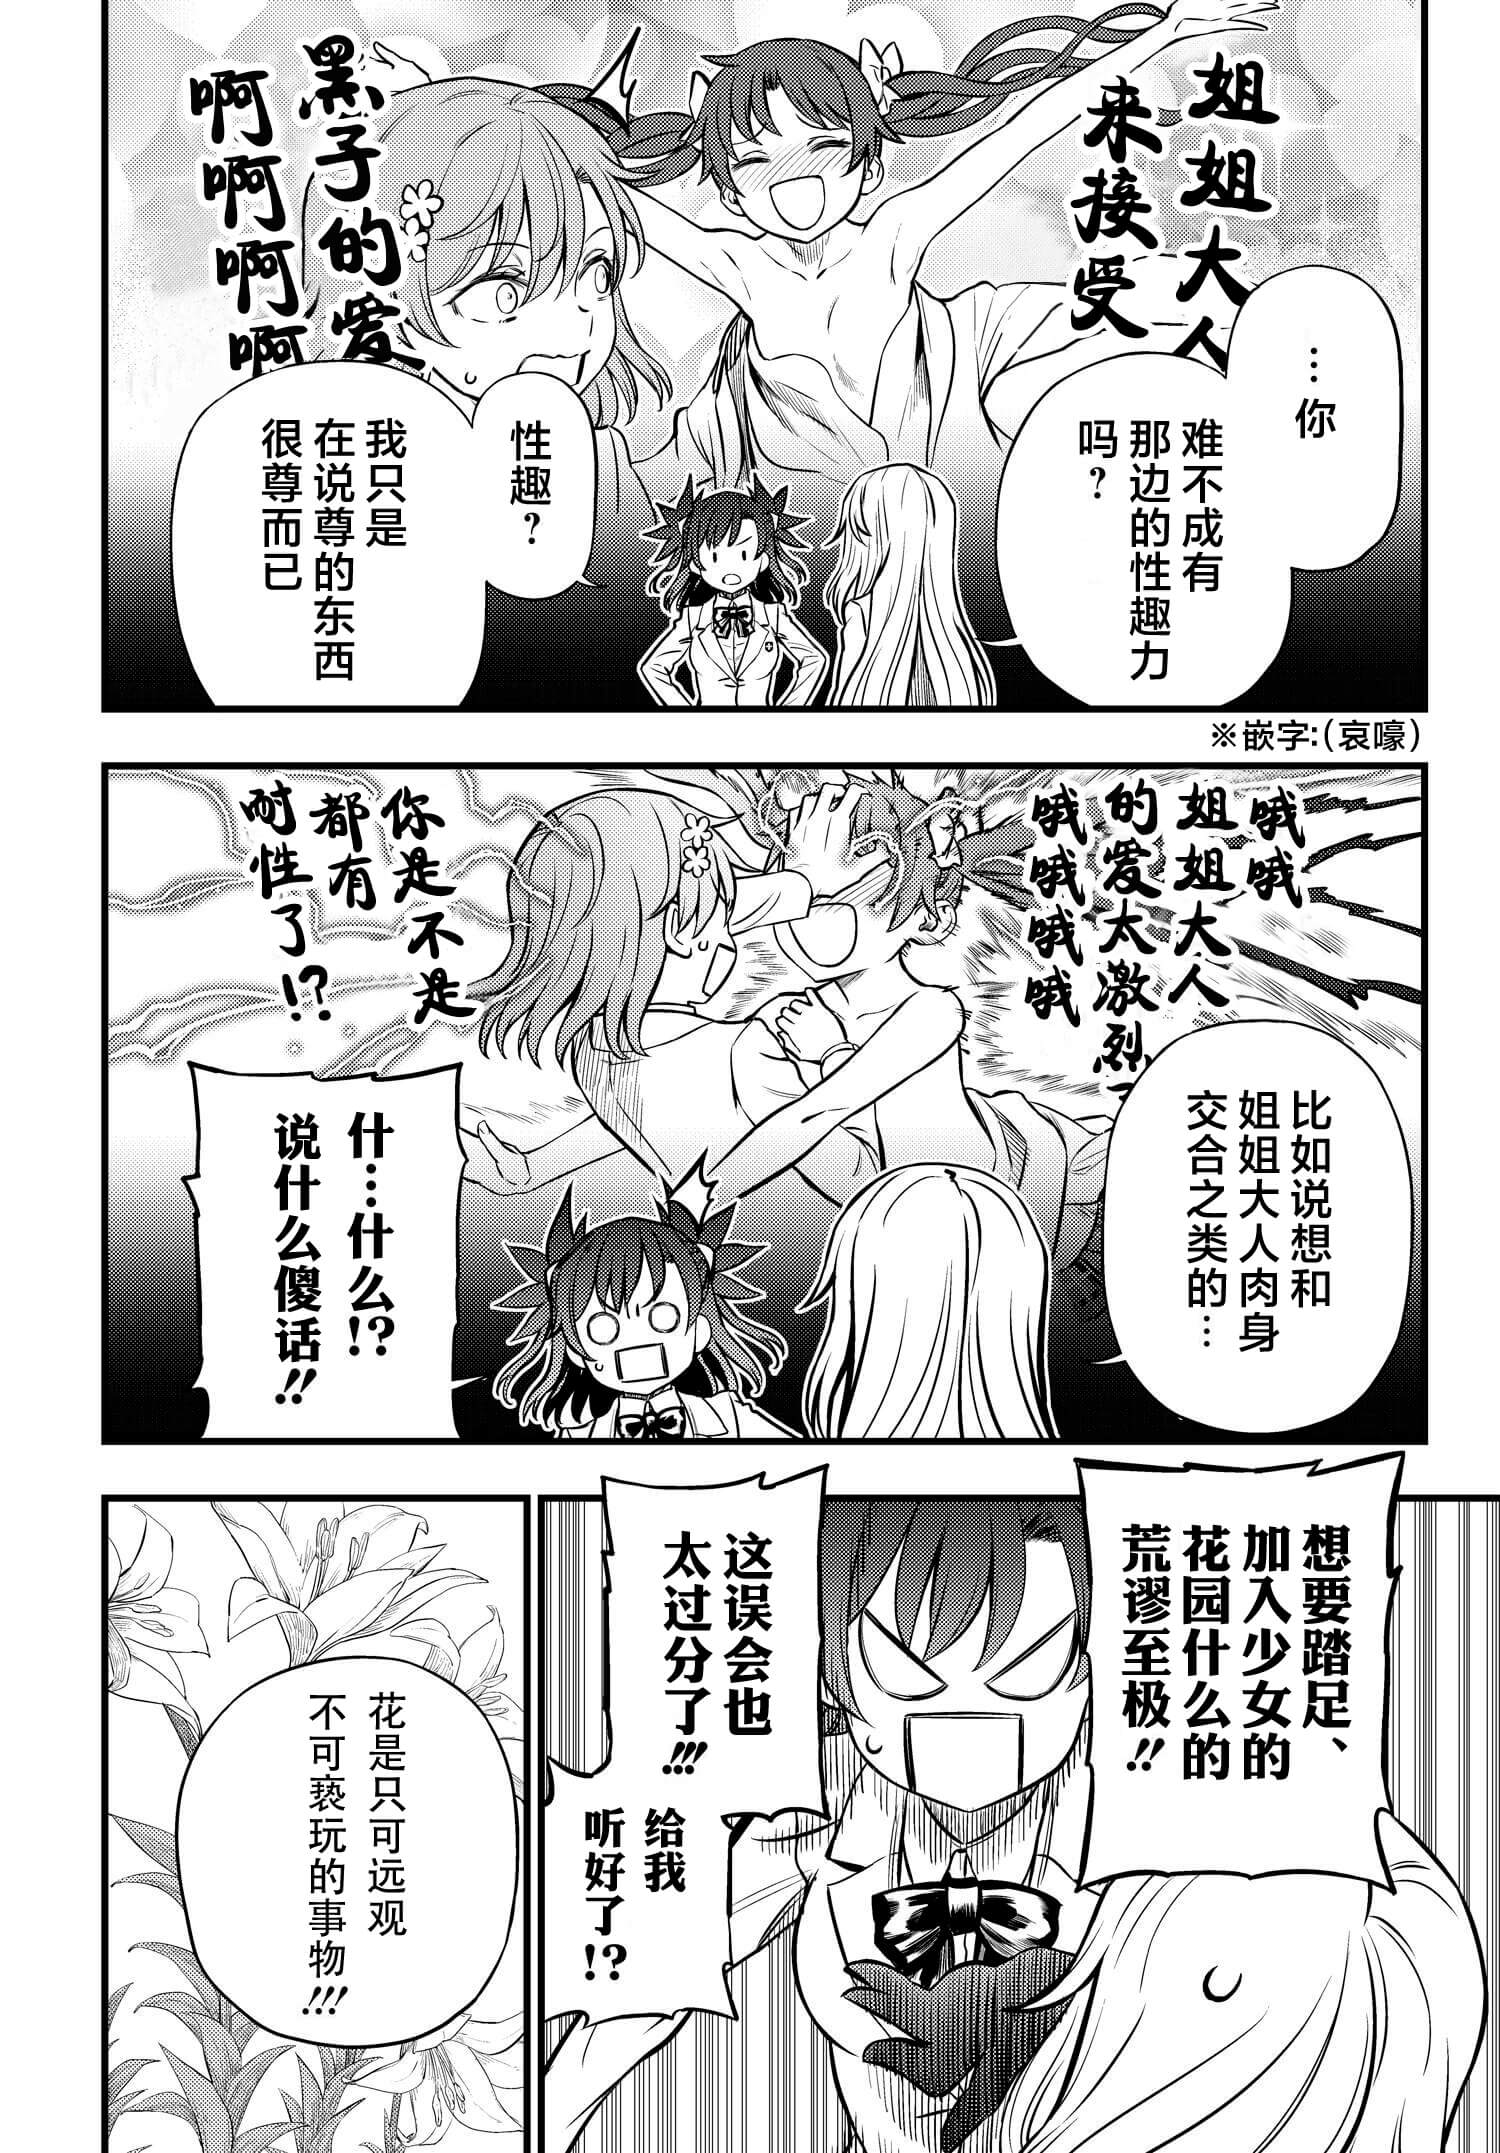 姐姐大人
来接受
黑子的爱
啊啊啊啊
…你
难不成有
那边的性趣力
吗？
性趣？
我只是
在说尊的东西
很尊而已
※嵌字：（哀嚎）
哦哦
姐姐大人
的爱太激烈了
哦哦哦哦
你是不是
都有
耐性了!?
比如说想和
姐姐大人肉身
交合之类的…
什…什么!?
说什么傻话!!
想要踏足、
加入少女的
花园什么的
荒谬至极!!
这误会也
太过分了!!!
给我
听好了!?
花是只可远观
不可亵玩的事物!!!